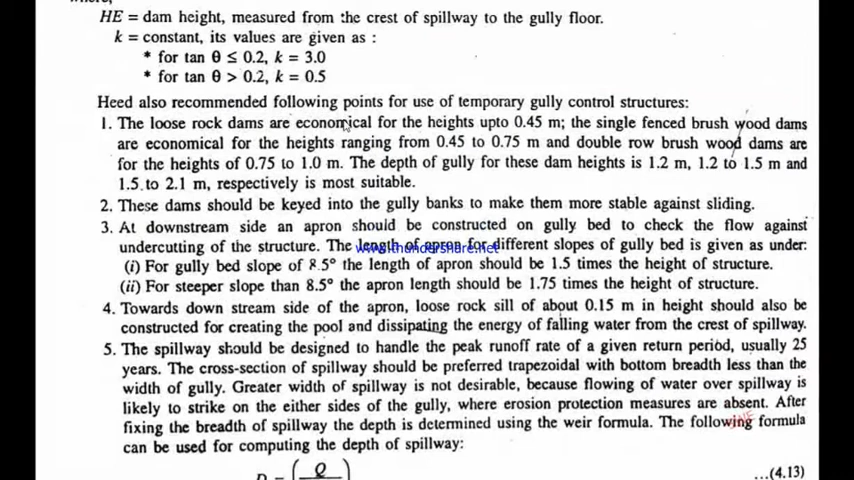 HE = dam height, measured from the crest of spillway to the gully floor.
k = constant, its values are given as :
* for tan θ ≤ 0.2, k = 3.0
* for tan θ > 0.2, k = 0.5
Heed also recommended following points for use of temporary gully control structures:
1. The loose rock dams are economical for the heights upto 0.45 m; the single fenced brush wood dams
are economical for the heights ranging from 0.45 to 0.75 m and double row brush wood dams are
for the heights of 0.75 to 1.0 m. The depth of gully for these dam heights is 1.2 m, 1.2 to 1.5 m and
1.5 to 2.1 m, respectively is most suitable.
2. These dams should be keyed into the gully banks to make them more stable against sliding.
3. At downstream side an apron should be constructed on gully bed to check the flow against
undercutting of the structure. The length of apron for different slopes of gully bed is given as under:
(i) For gully bed slope of 8.5° the length of apron should be 1.5 times the height of structure.
(ii) For steeper slope than 8.5° the apron length should be 1.75 times the height of structure.
4. Towards down stream side of the apron, loose rock sill of about 0.15 m in height should also be
constructed for creating the pool and dissipating the energy of falling water from the crest of spillway.
5. The spillway should be designed to handle the peak runoff rate of a given return period, usually 25
years. The cross-section of spillway should be preferred trapezoidal with bottom breadth less than the
width of gully. Greater width of spillway is not desirable, because flowing of water over spillway is
likely to strike on the either sides of the gully, where erosion protection measures are absent. After
fixing the breadth of spillway the depth is determined using the weir formula. The following formula
can be used for computing the depth of spillway:
...(4.13)